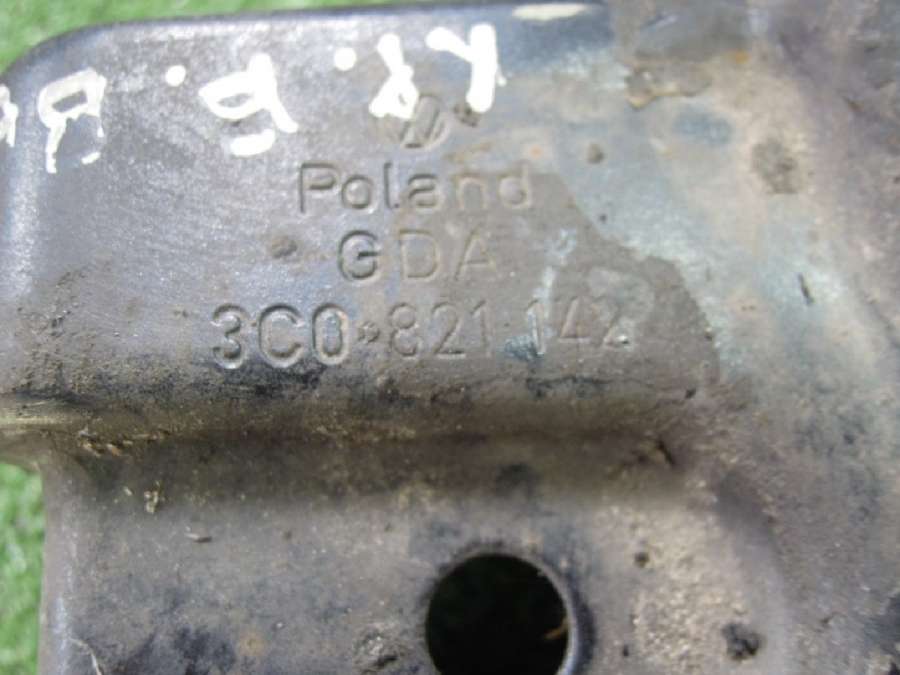 Poland
GDA
3C0 821 142